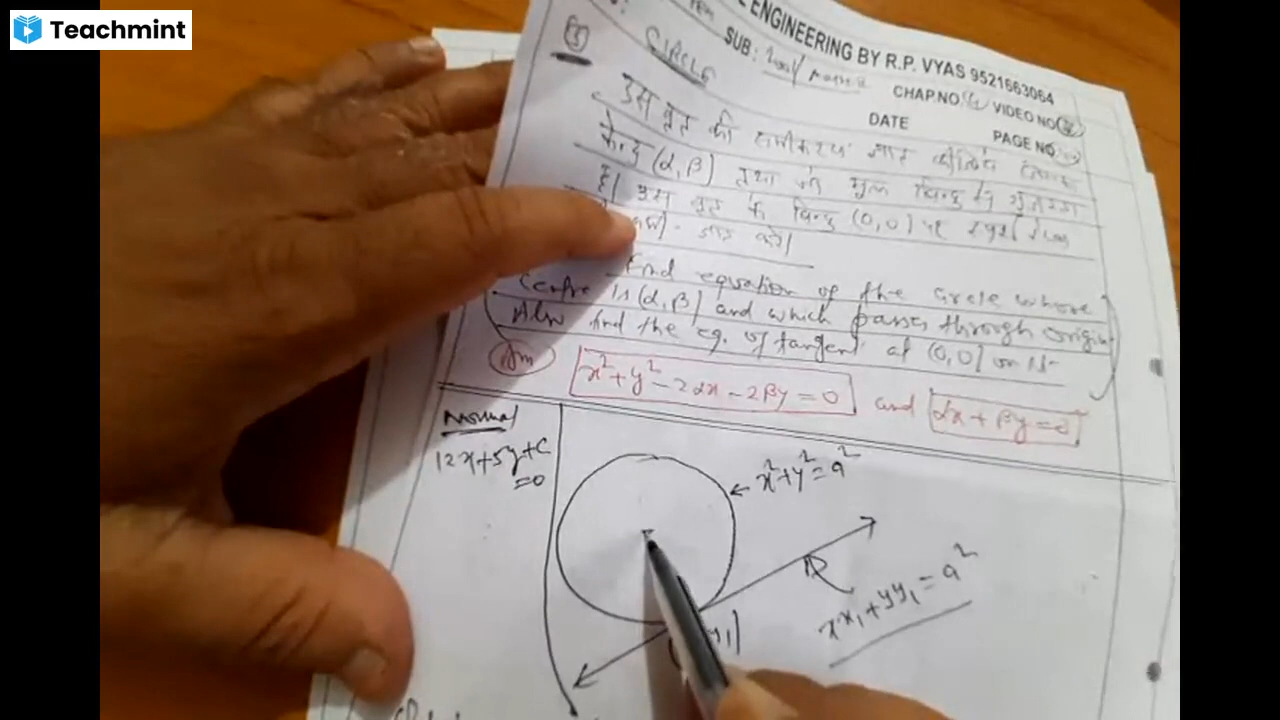 Teachmint
ENGINEERING BY R.P. VYAS 9521663064
SUB:
CHAP.NO. VIDEO NO
DATE
PAGE NO
CIRCLE
उस वृत की समीकरण ज्ञात कीजिये
केन्द्र (α, β) तथा जो मूल बिन्दु से गुजरता
है। इस वृत के बिन्दु (0,0) पर स्पर्श रेखा
ज्ञात करो।
Find equation of the circle whose
centre is (α, β) and which passes through origin
Also find the eq. of tangent at (0,0) on it
Ans x²+y²-2αx-2βy=0 and αx+βy=0
Normal
12x+5y+c
=0
x²+y²=a²
xx₁+yy₁=a²
y₁)